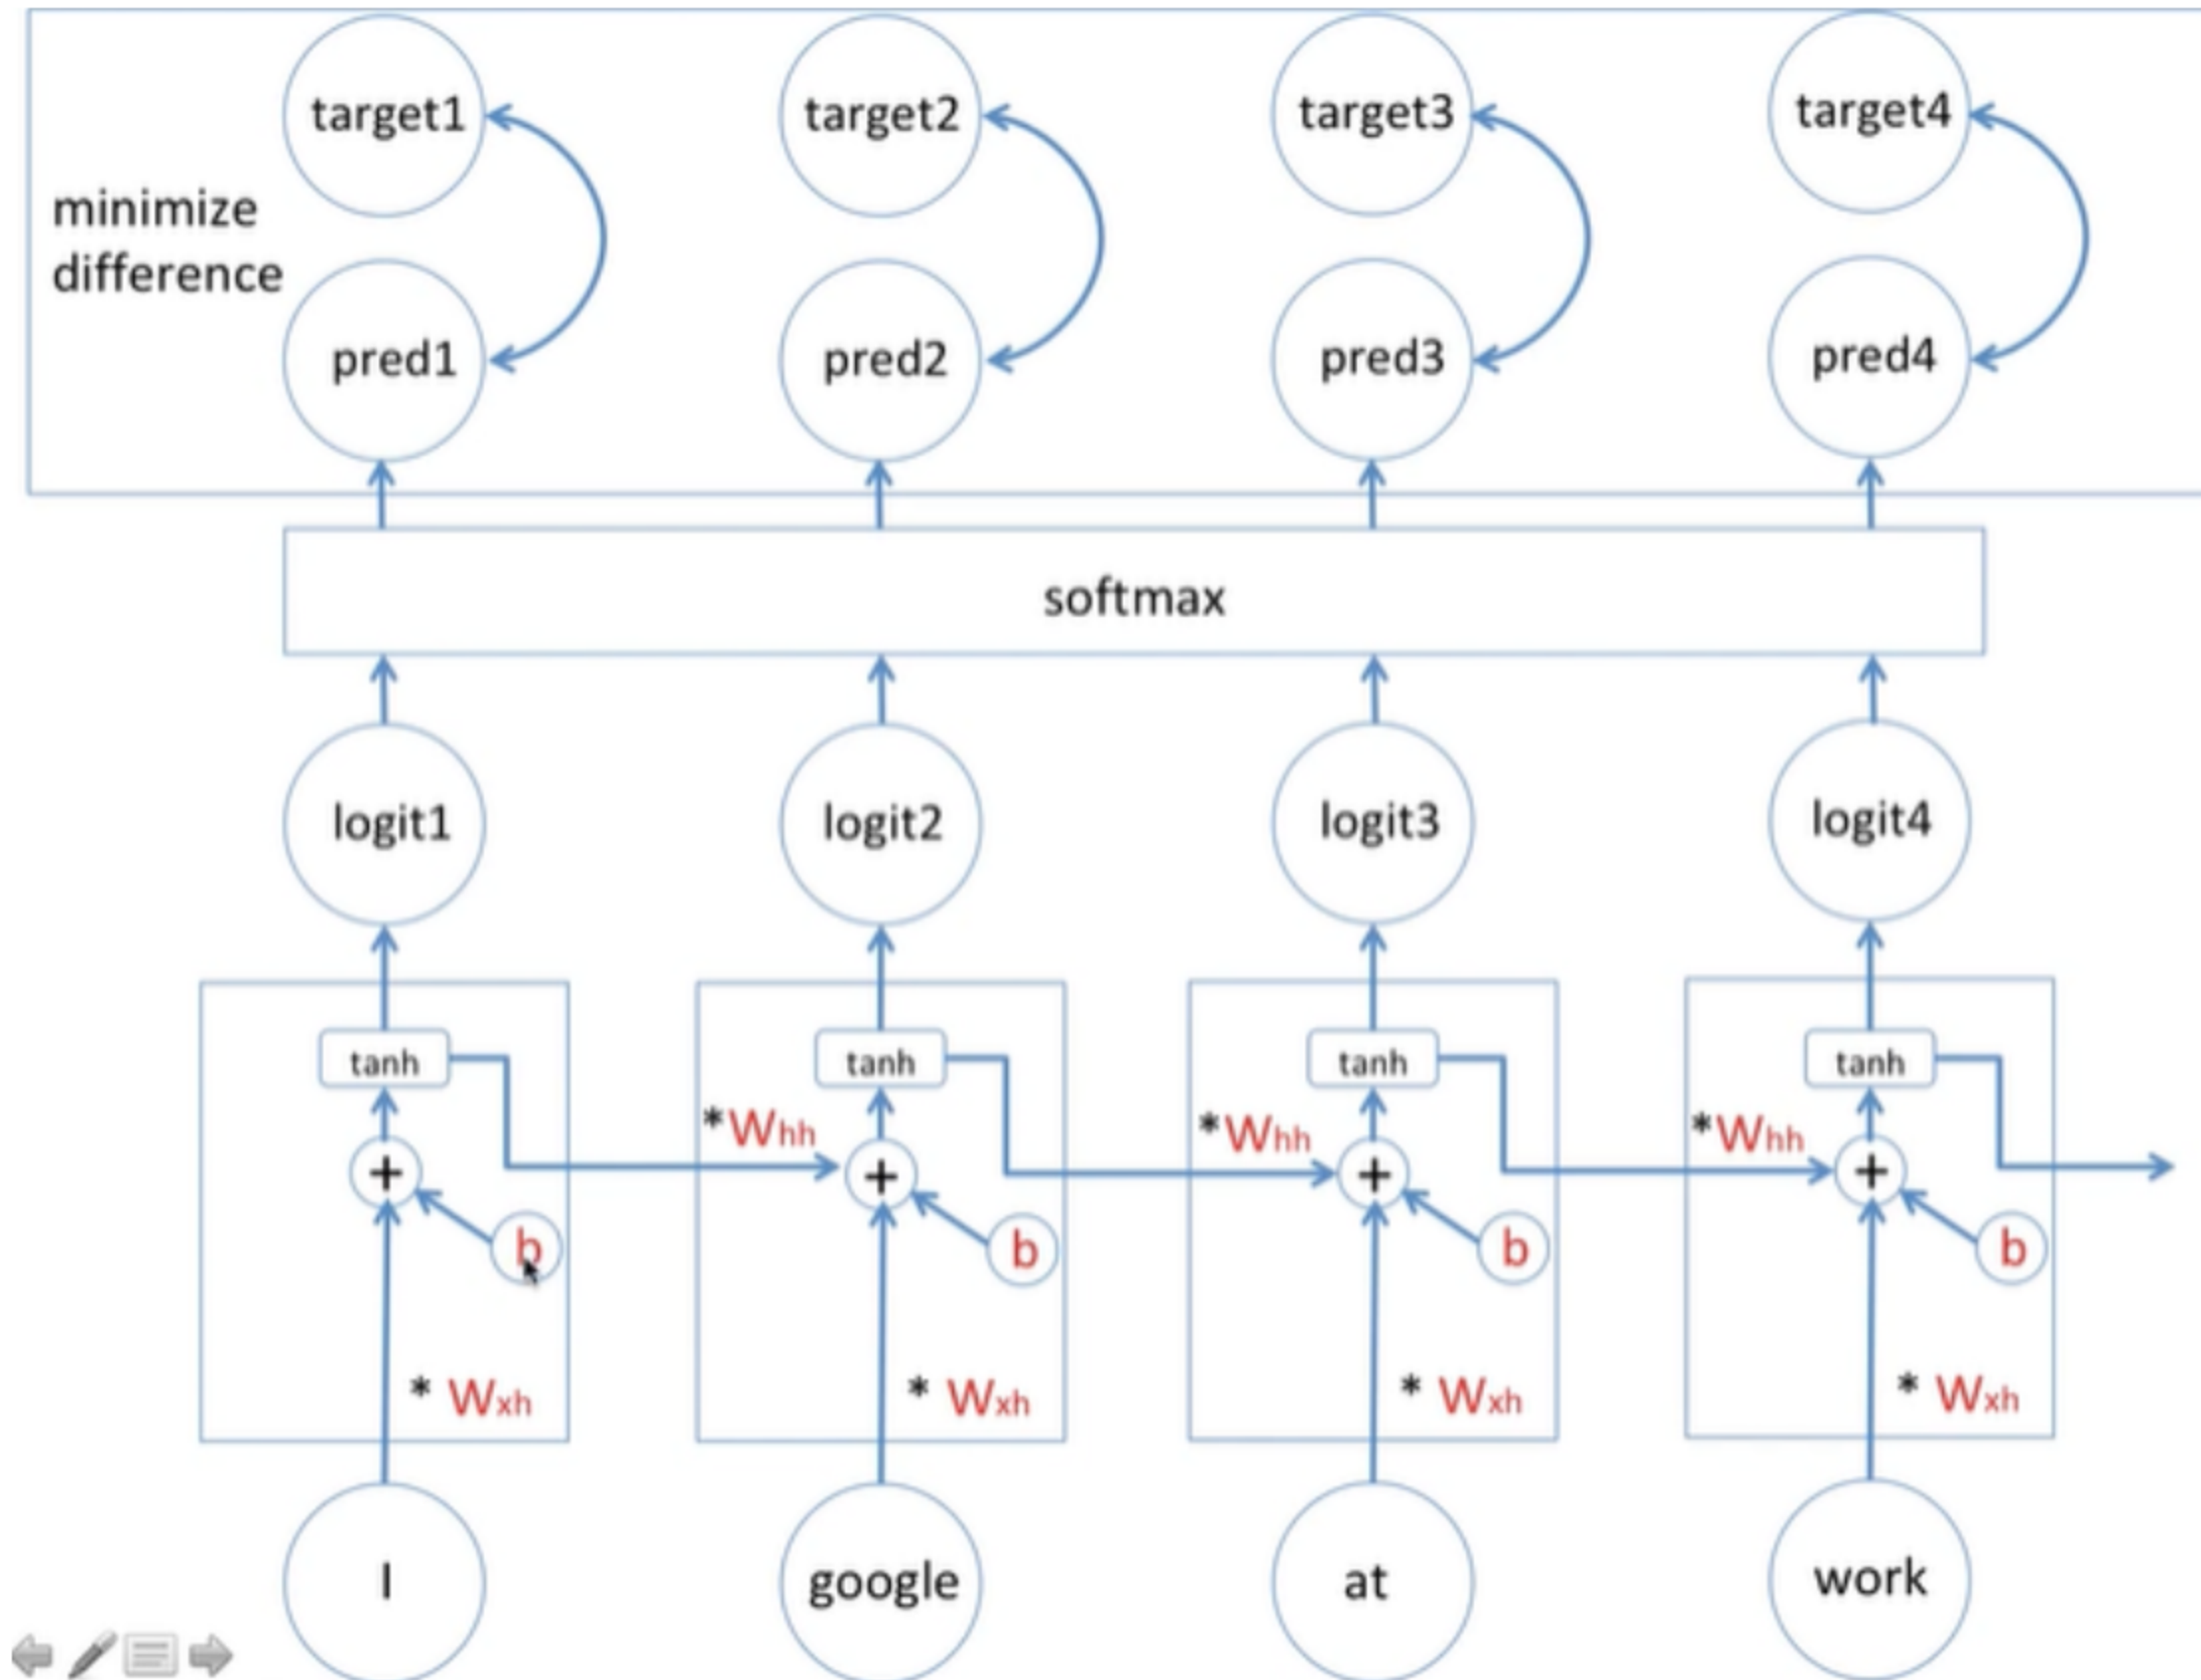 target1 target2 target3 target4
minimize
difference
pred1 pred2 pred3 pred4
softmax
logit1 logit2 logit3 logit4
tanh tanh tanh tanh
*Whh *Whh *Whh
+ + + +
b b b b
* Wxh * Wxh * Wxh * Wxh
I google at work